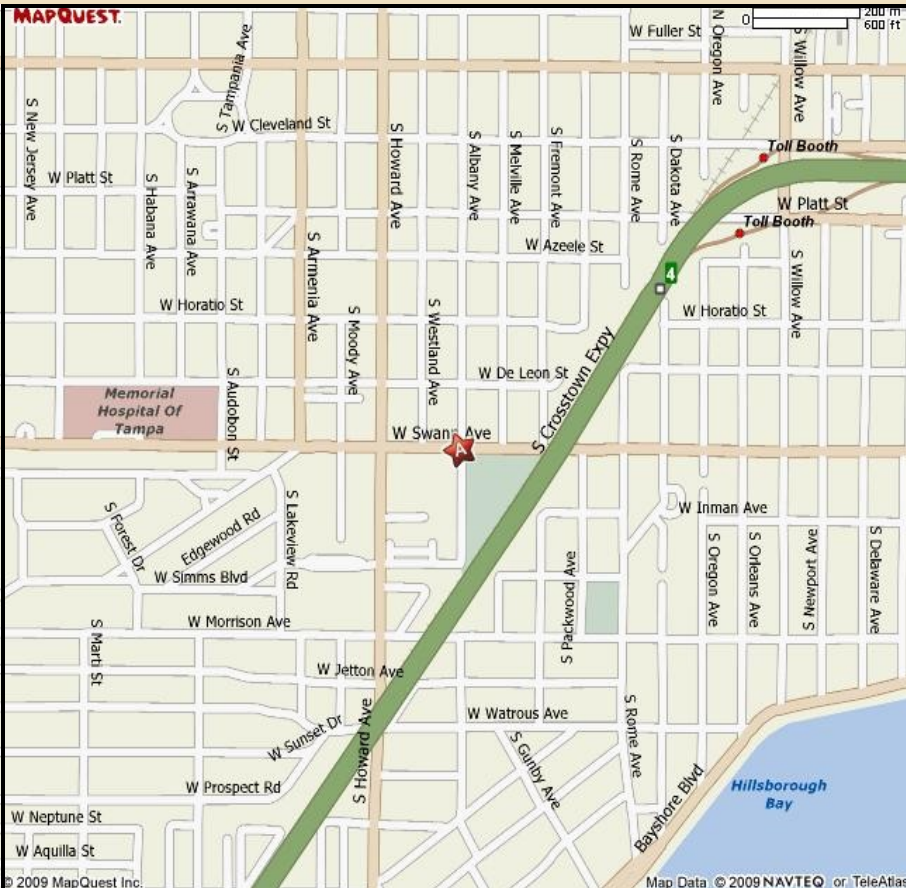 MAPQUEST.
0
200 m
600 ft
W Fuller St
N Oregon Ave
S Willow Ave
S Tampania Ave
S New Jersey Ave
W Cleveland St
S Howard Ave
S Albany Ave
S Melville Ave
S Fremont Ave
S Rome Ave
S Dakota Ave
Toll Booth
W Platt St
S Habana Ave
S Arrawana Ave
W Platt St
Toll Booth
S Armenia Ave
W Azeele St
S Willow Ave
4
W Horatio St
S Moody Ave
S Westland Ave
W Horatio St
S Crosstown Expy
W De Leon St
S Audobon St
Memorial
Hospital Of
Tampa
W Swann Ave
A
S Lakeview Rd
S Forest Dr
Edgewood Rd
W Inman Ave
S Oregon Ave
S Orleans Ave
S Newport Ave
S Delaware Ave
W Simms Blvd
S Packwood Ave
W Morrison Ave
S Marti St
W Jetton Ave
W Watrous Ave
S Rome Ave
W Sunset Dr
S Howard Ave
S Gunby Ave
W Prospect Rd
Bayshore Blvd
Hillsborough
Bay
W Neptune St
W Aquilla St
© 2009 MapQuest Inc.
Map Data © 2009 NAVTEQ or TeleAtlas